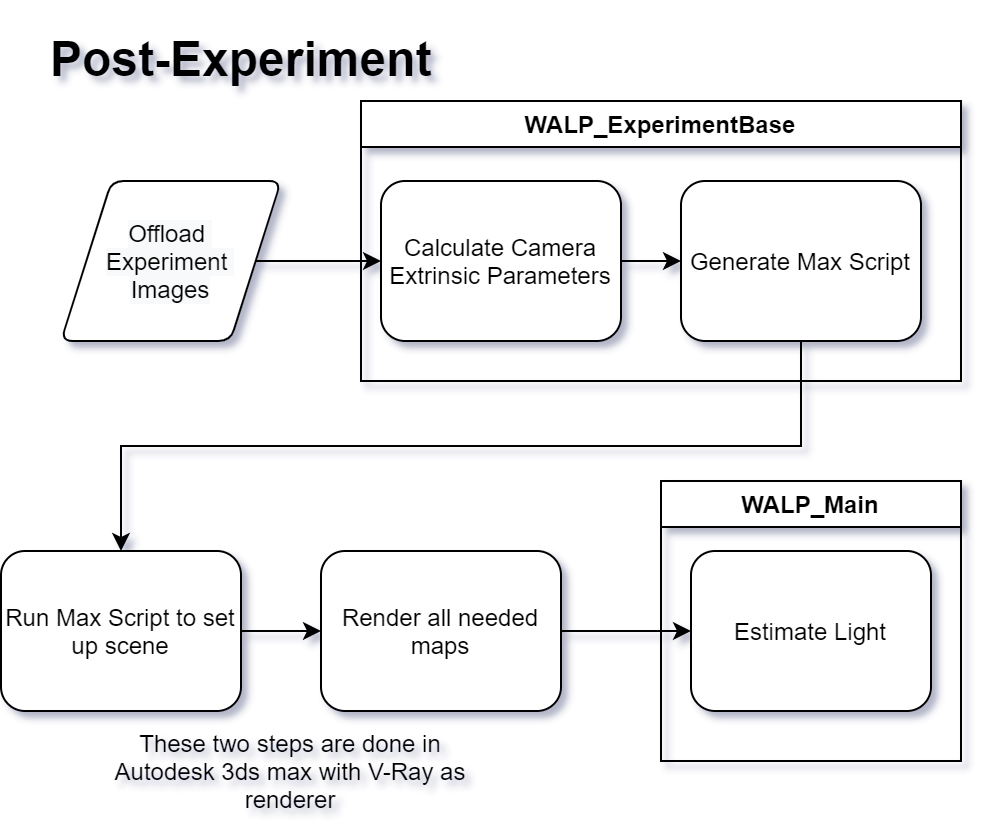 Post-Experiment
WALP_ExperimentBase
Offload
Experiment
Images
Calculate Camera
Extrinsic Parameters
Generate Max Script
WALP_Main
Run Max Script to set
up scene
Render all needed
maps
Estimate Light
These two steps are done in
Autodesk 3ds max with V-Ray as
renderer